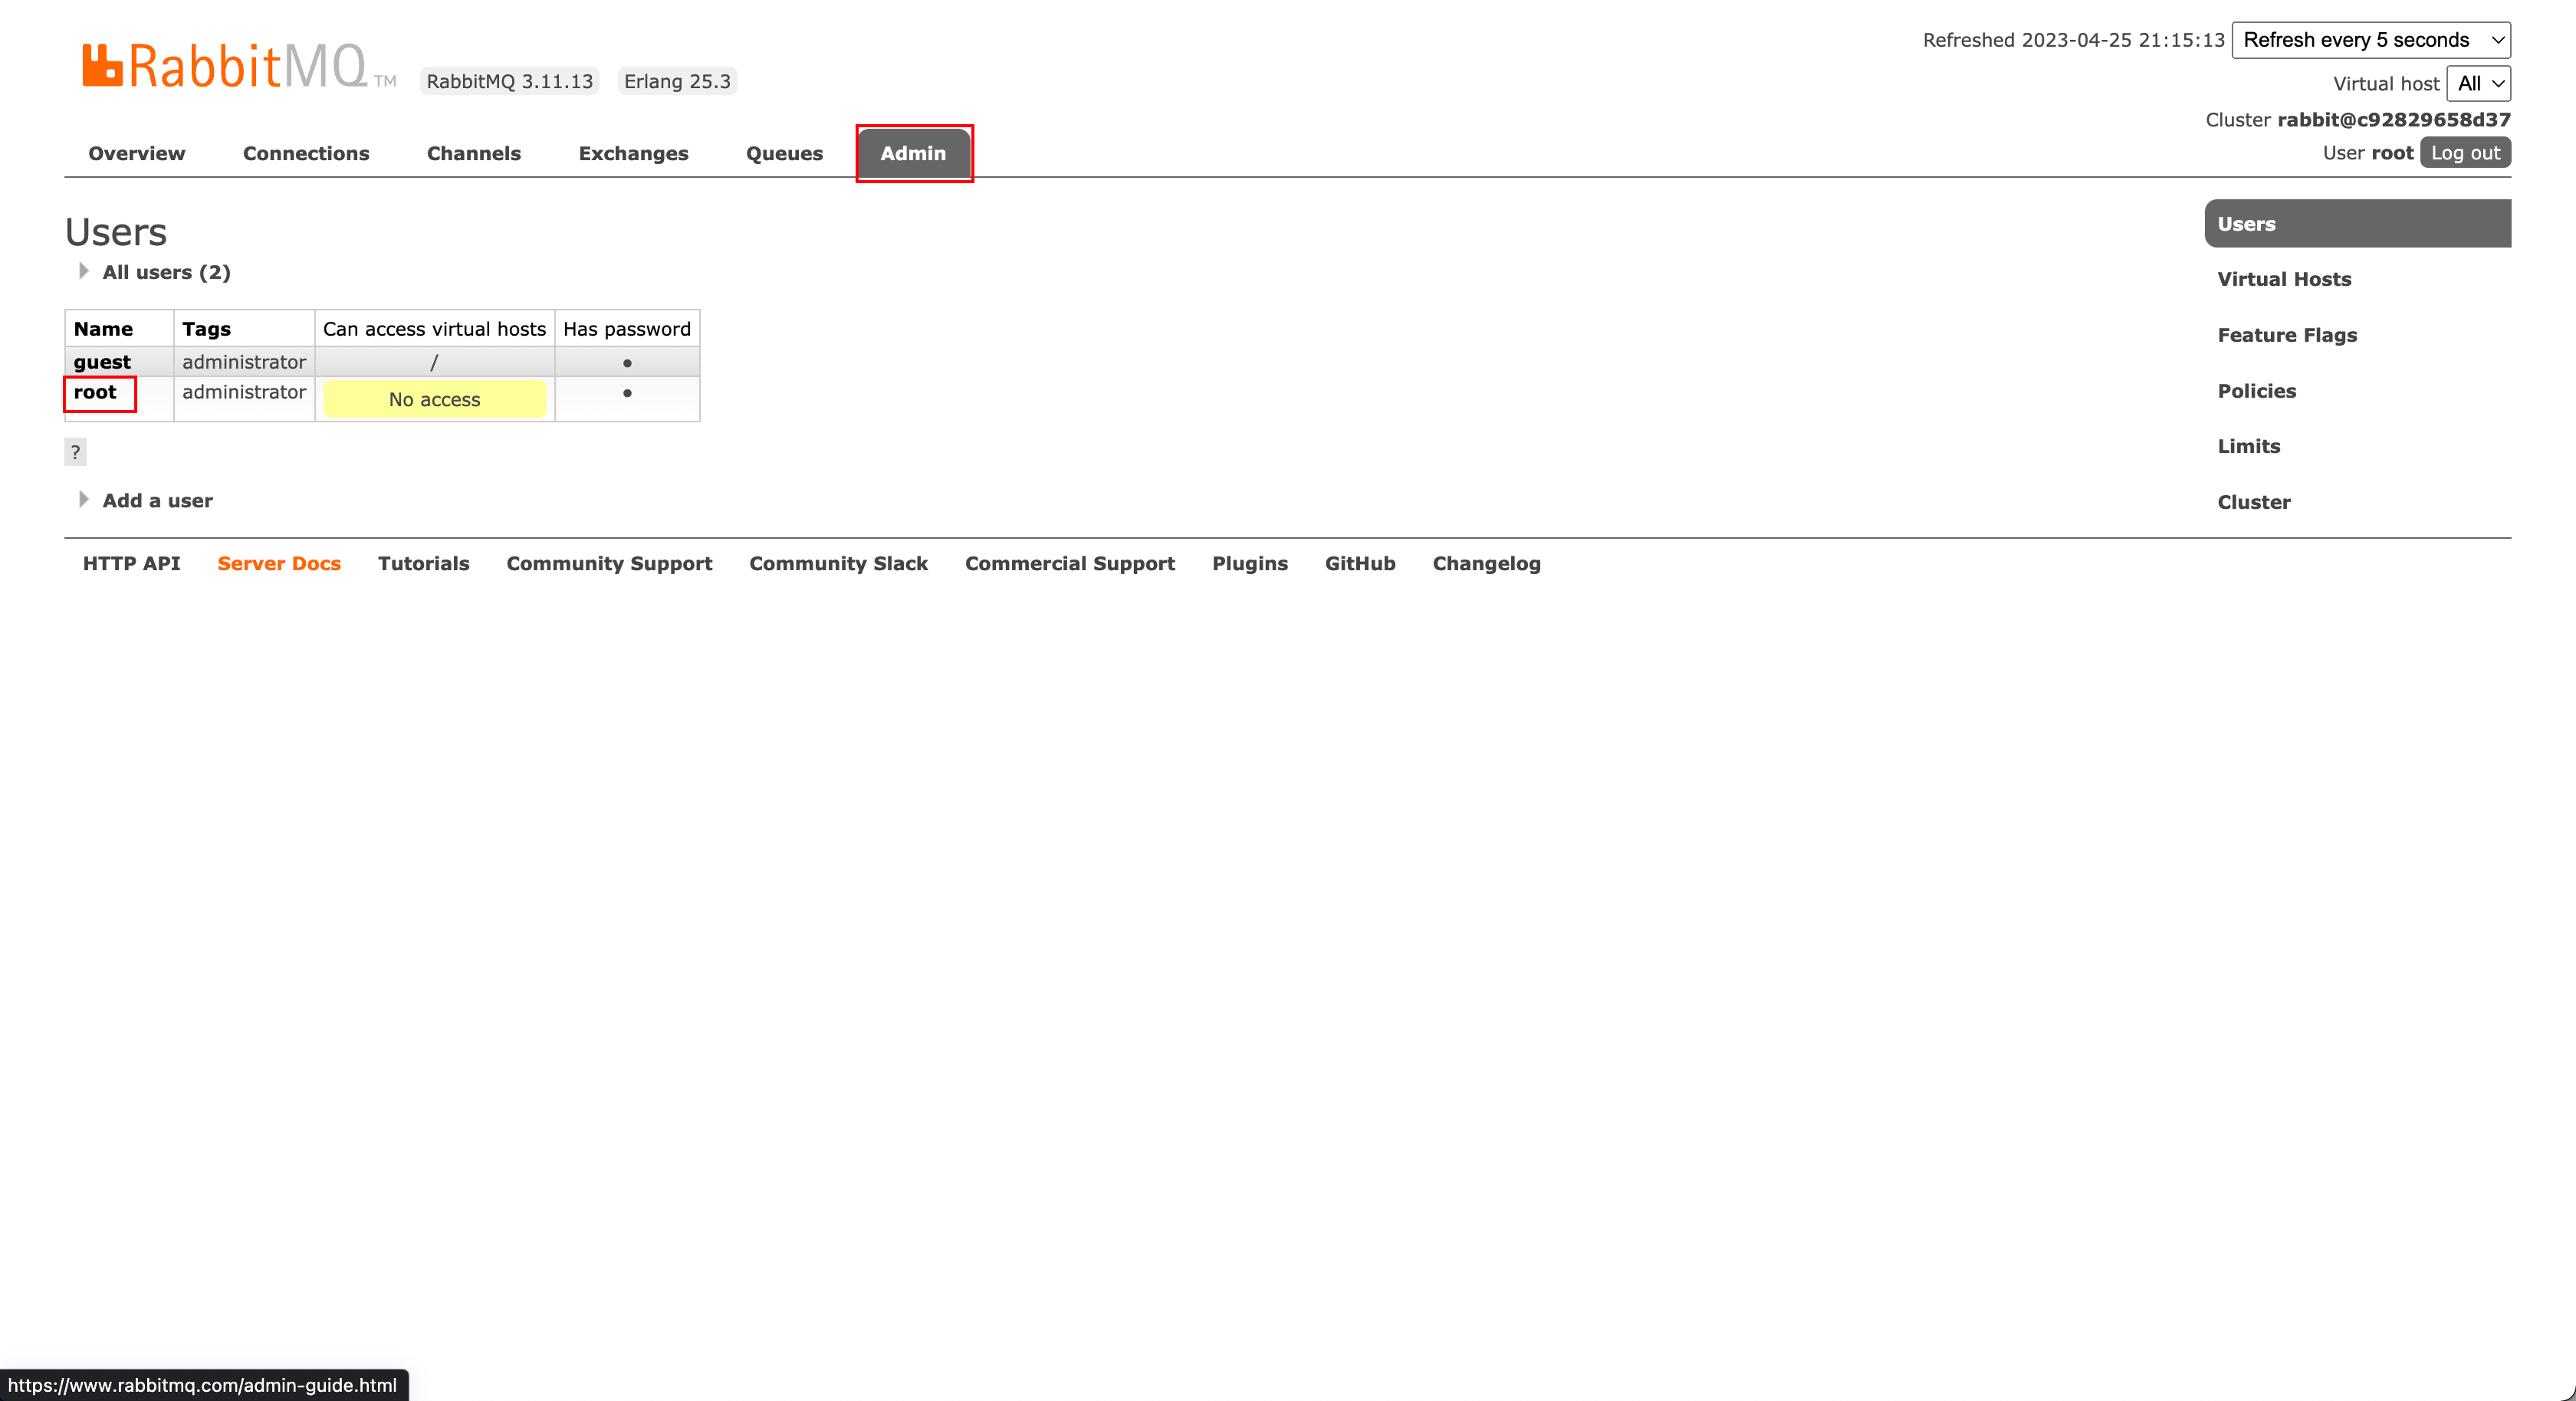 Refreshed 2023-04-25 21:15:13 Refresh every 5 seconds
RabbitMQ TM RabbitMQ 3.11.13 Erlang 25.3
Virtual host All
Cluster rabbit@c92829658d37
Overview Connections Channels Exchanges Queues Admin
User root Log out
Users
All users (2)
Name Tags Can access virtual hosts Has password
guest administrator / •
root administrator No access •
?
Add a user
Users
Virtual Hosts
Feature Flags
Policies
Limits
Cluster
HTTP API Server Docs Tutorials Community Support Community Slack Commercial Support Plugins GitHub Changelog
https://www.rabbitmq.com/admin-guide.html